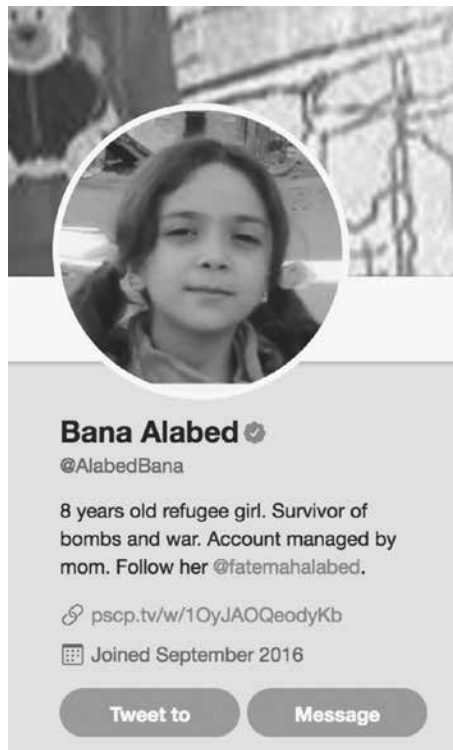 Bana Alabed
@AlabedBana
8 years old refugee girl. Survivor of
bombs and war. Account managed by
mom. Follow her @fatemahalabed.
pscp.tv/w/1OyJAOQeodyKb
Joined September 2016
Tweet to
Message